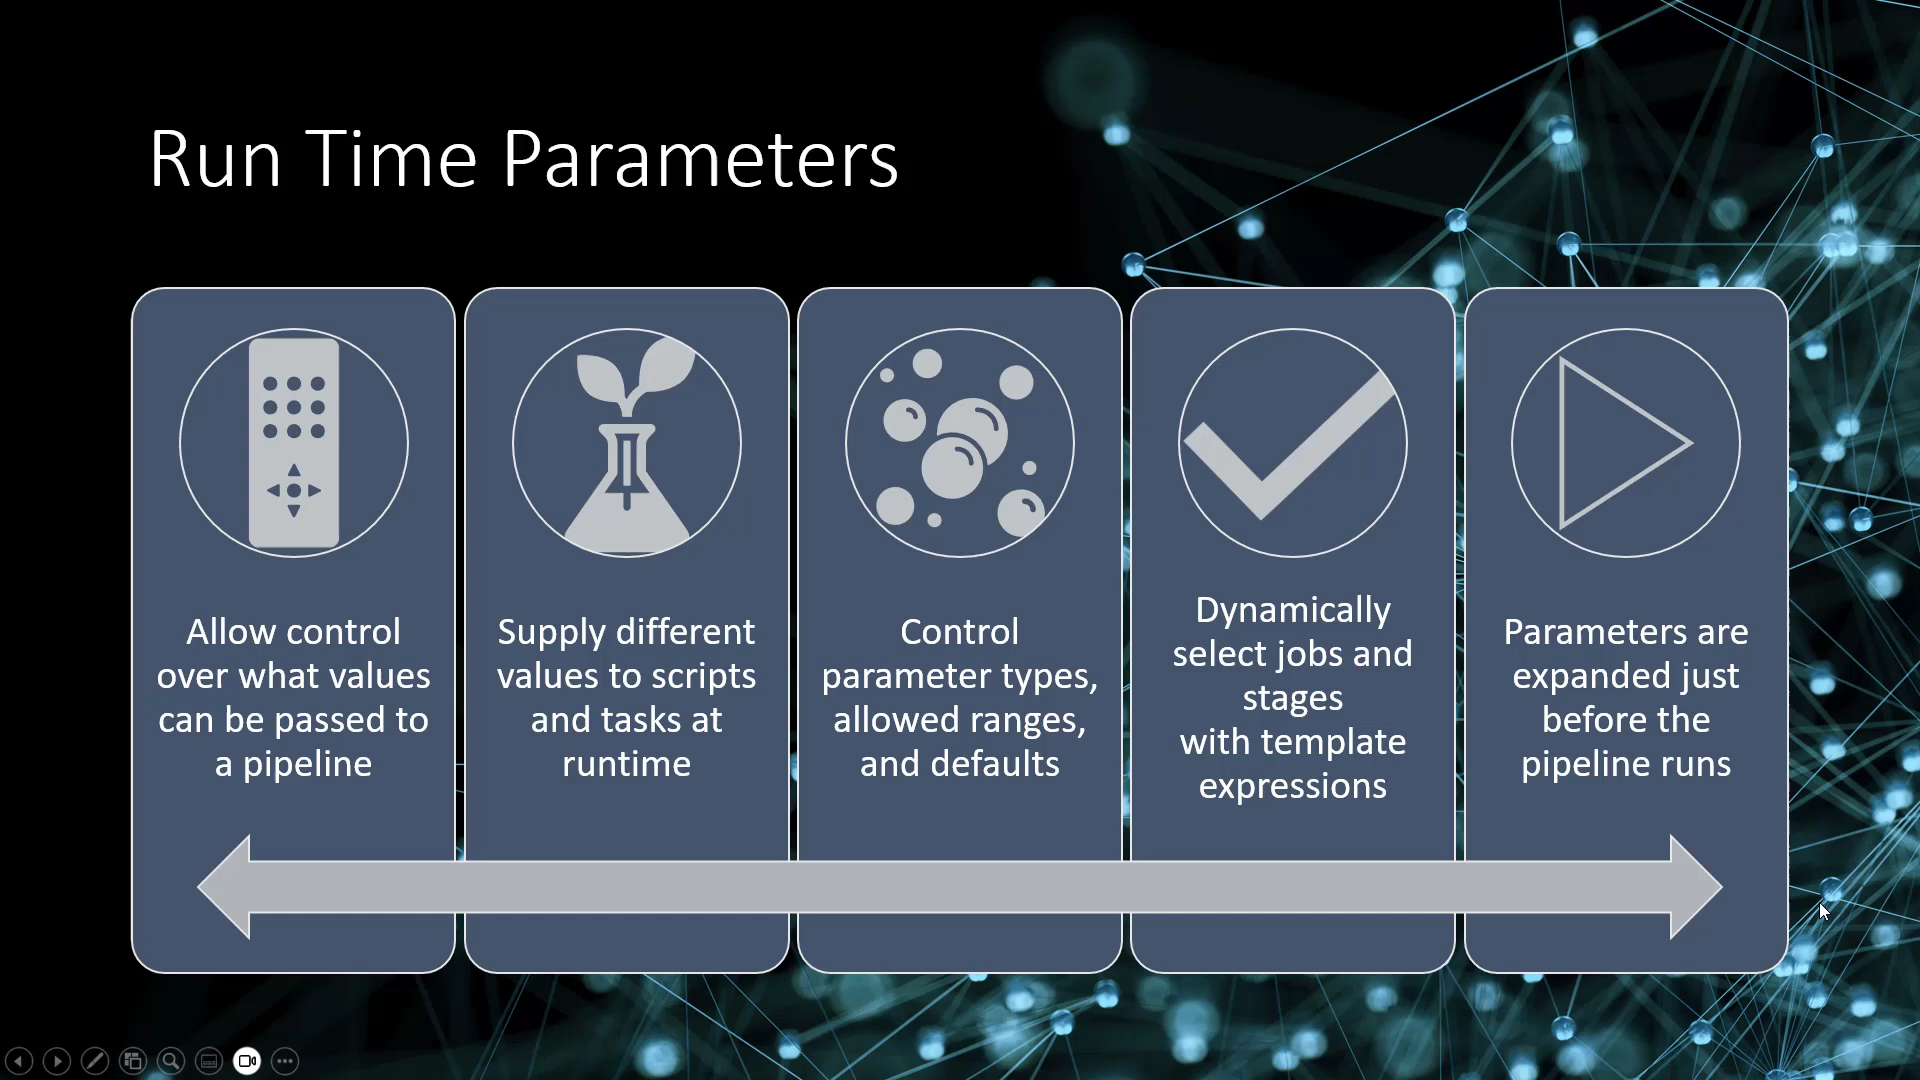 Run Time Parameters
Allow control
over what values
can be passed to
a pipeline
Supply different
values to scripts
and tasks at
runtime
Control
parameter types,
allowed ranges,
and defaults
Dynamically
select jobs and
stages
with template
expressions
Parameters are
expanded just
before the
pipeline runs